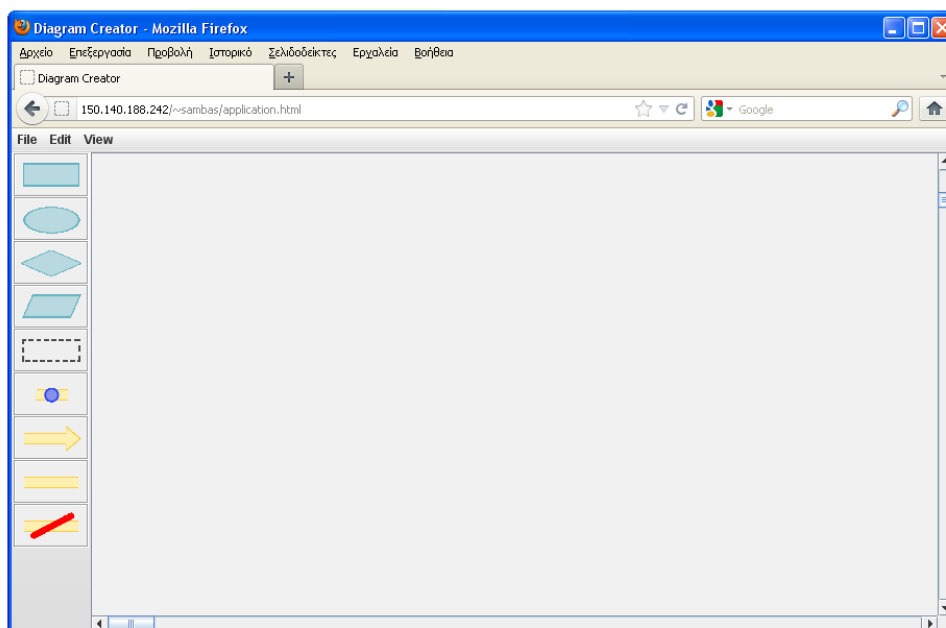 Diagram Creator - Mozilla Firefox
Αρχείο Επεξεργασία Προβολή Ιστορικό Σελιδοδείκτες Εργαλεία Βοήθεια
Diagram Creator
150.140.188.242/~sambas/application.html Google
File Edit View